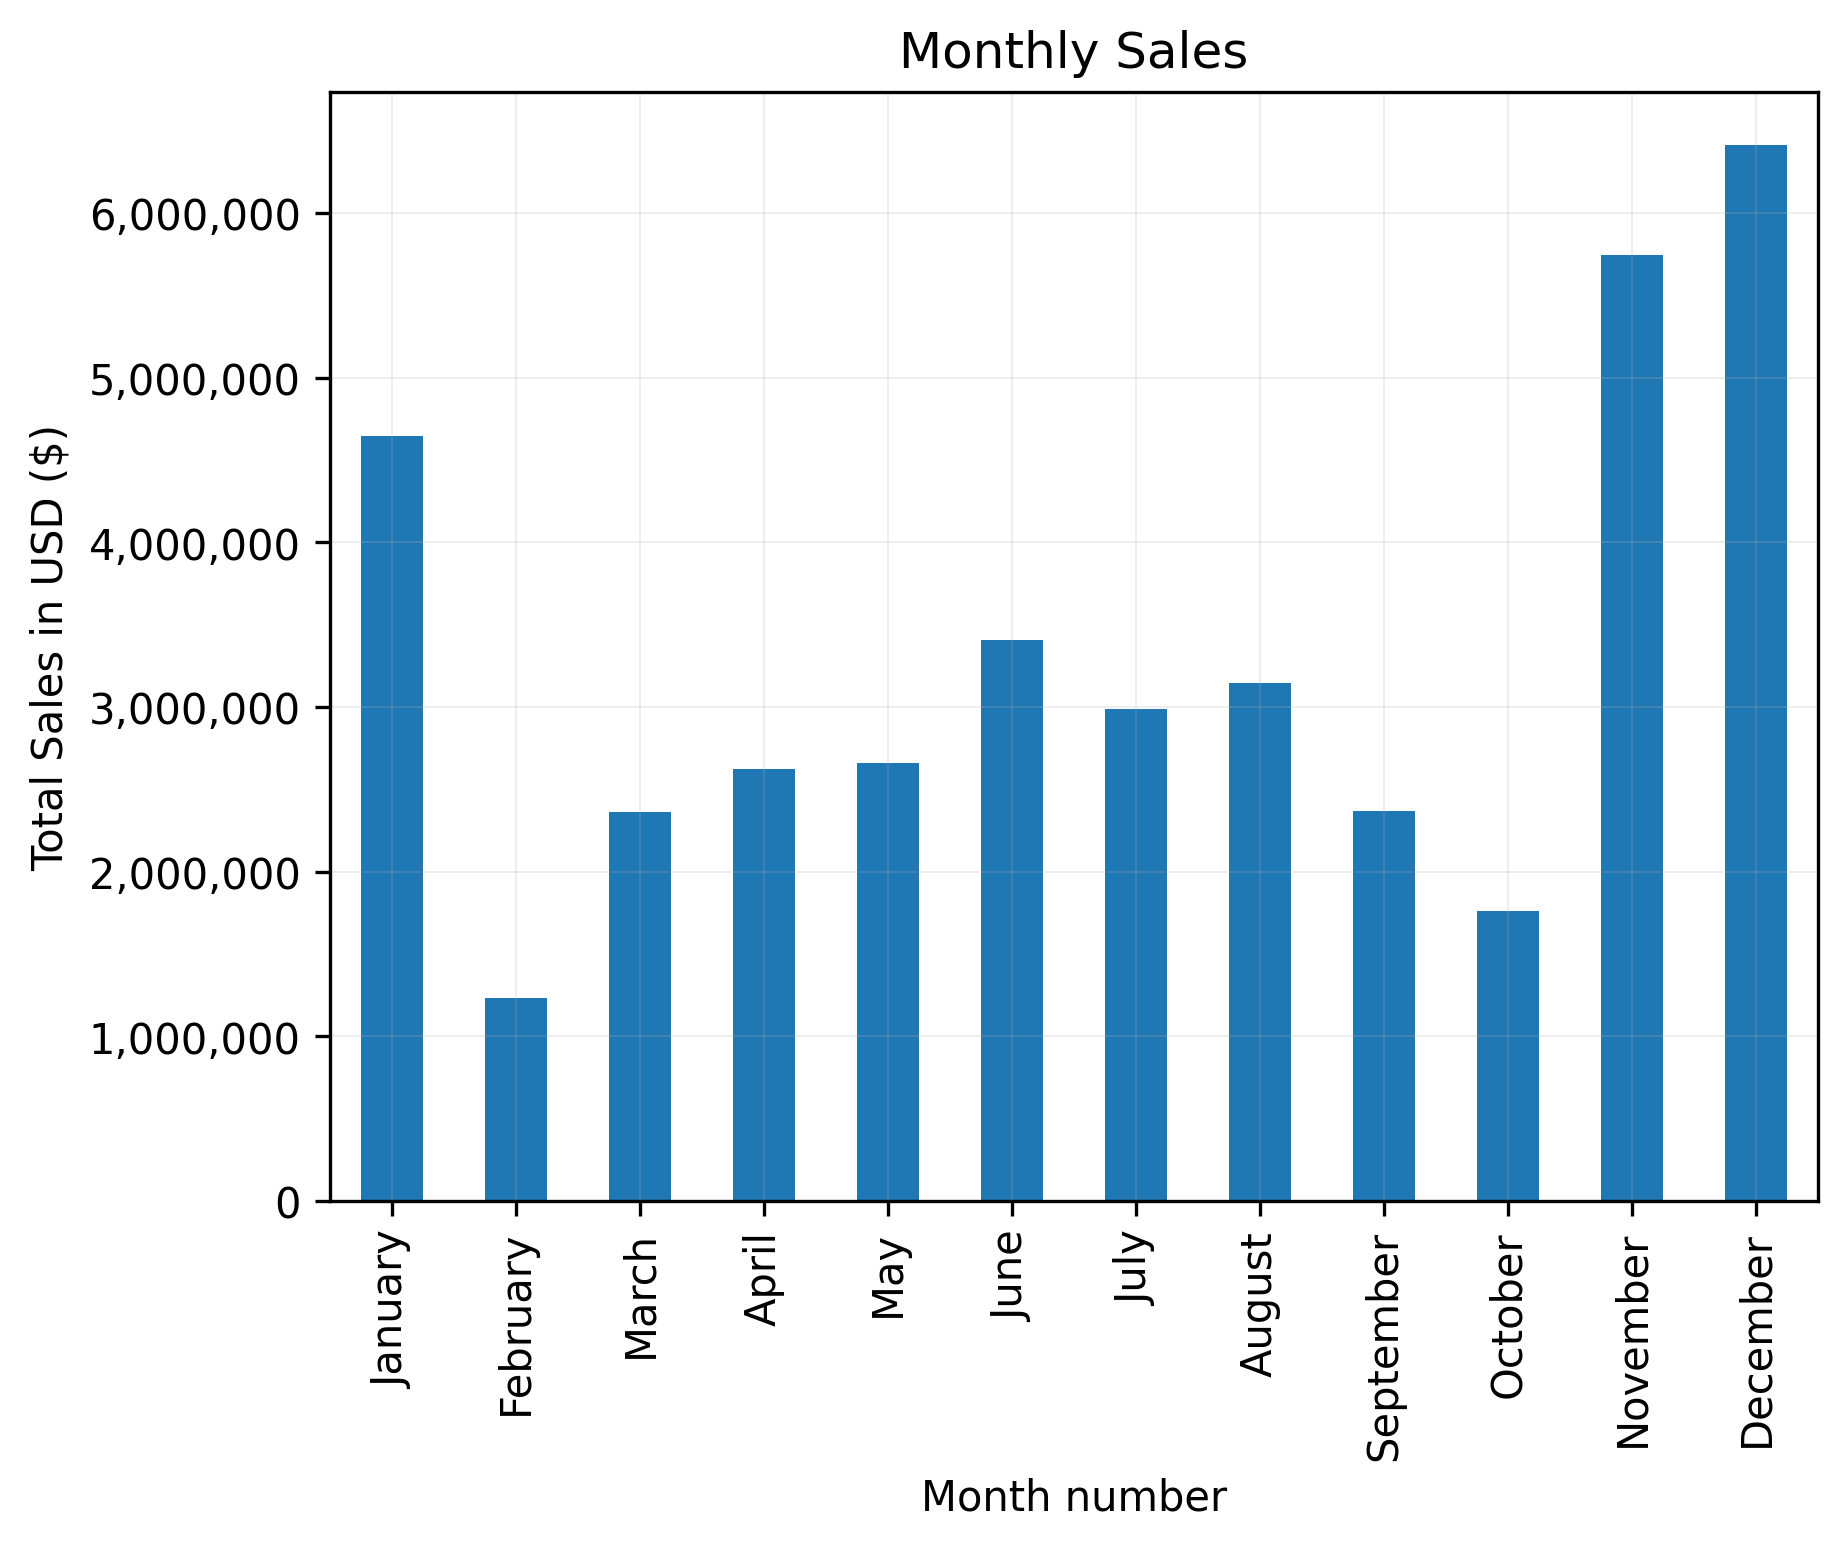 Monthly Sales
Total Sales in USD ($)
6,000,000
5,000,000
4,000,000
3,000,000
2,000,000
1,000,000
0
January
February
March
April
May
June
July
August
September
October
November
December
Month number